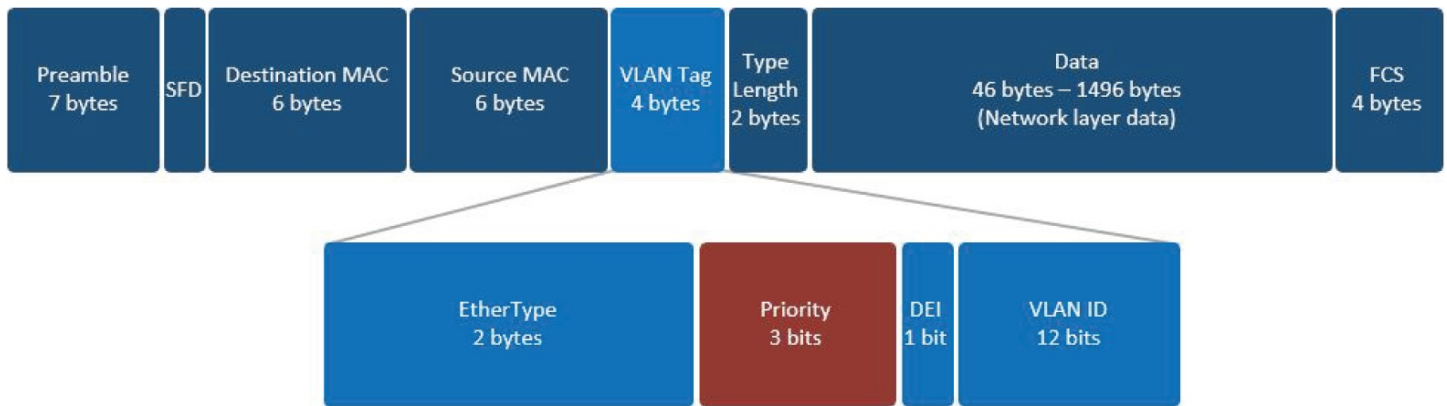 Preamble
7 bytes
SFD
Destination MAC
6 bytes
Source MAC
6 bytes
VLAN Tag
4 bytes
Type
Length
2 bytes
Data
46 bytes – 1496 bytes
(Network layer data)
FCS
4 bytes
EtherType
2 bytes
Priority
3 bits
DEI
1 bit
VLAN ID
12 bits